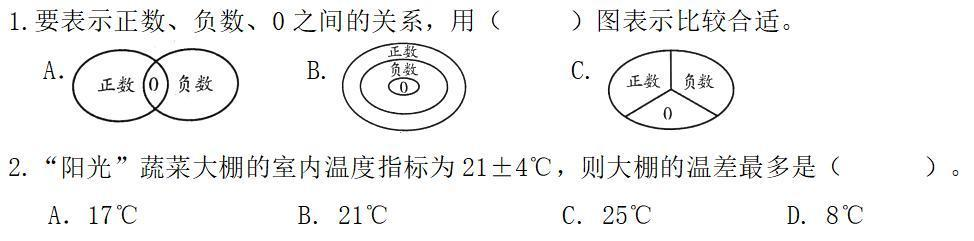 1.要表示正数、负数、0之间的关系，用（　　　）图表示比较合适。
A. 正数 0 负数 B. 正数 负数 0 C. 正数 负数 0
2.“阳光”蔬菜大棚的室内温度指标为21±4℃，则大棚的温差最多是（　　　）。
A. 17℃ B. 21℃ C. 25℃ D. 8℃